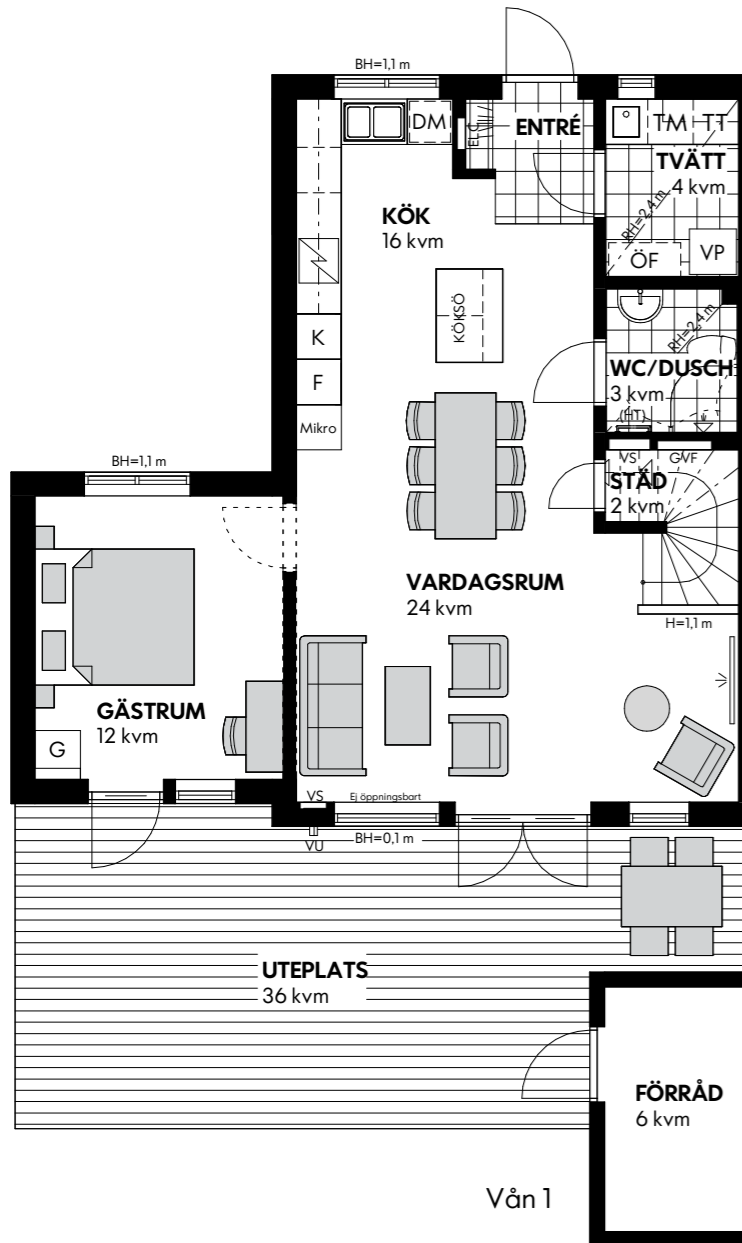 BH=1,1 m
DM
ELC
ENTRÉ
TM TT
TVÄTT
4 kvm
RH=2,4 m
ÖF
VP
KÖK
16 kvm
KÖKSÖ
K
F
Mikro
RH=2,4 m
WC/DUSCH
3 kvm
(HT)
VS
GVF
STÄD
2 kvm
BH=1,1 m
VARDAGSRUM
24 kvm
H=1,1 m
GÄSTRUM
12 kvm
G
VS
Ej öppningsbart
VU
BH=0,1 m
UTEPLATS
36 kvm
FÖRRÅD
6 kvm
Vån 1